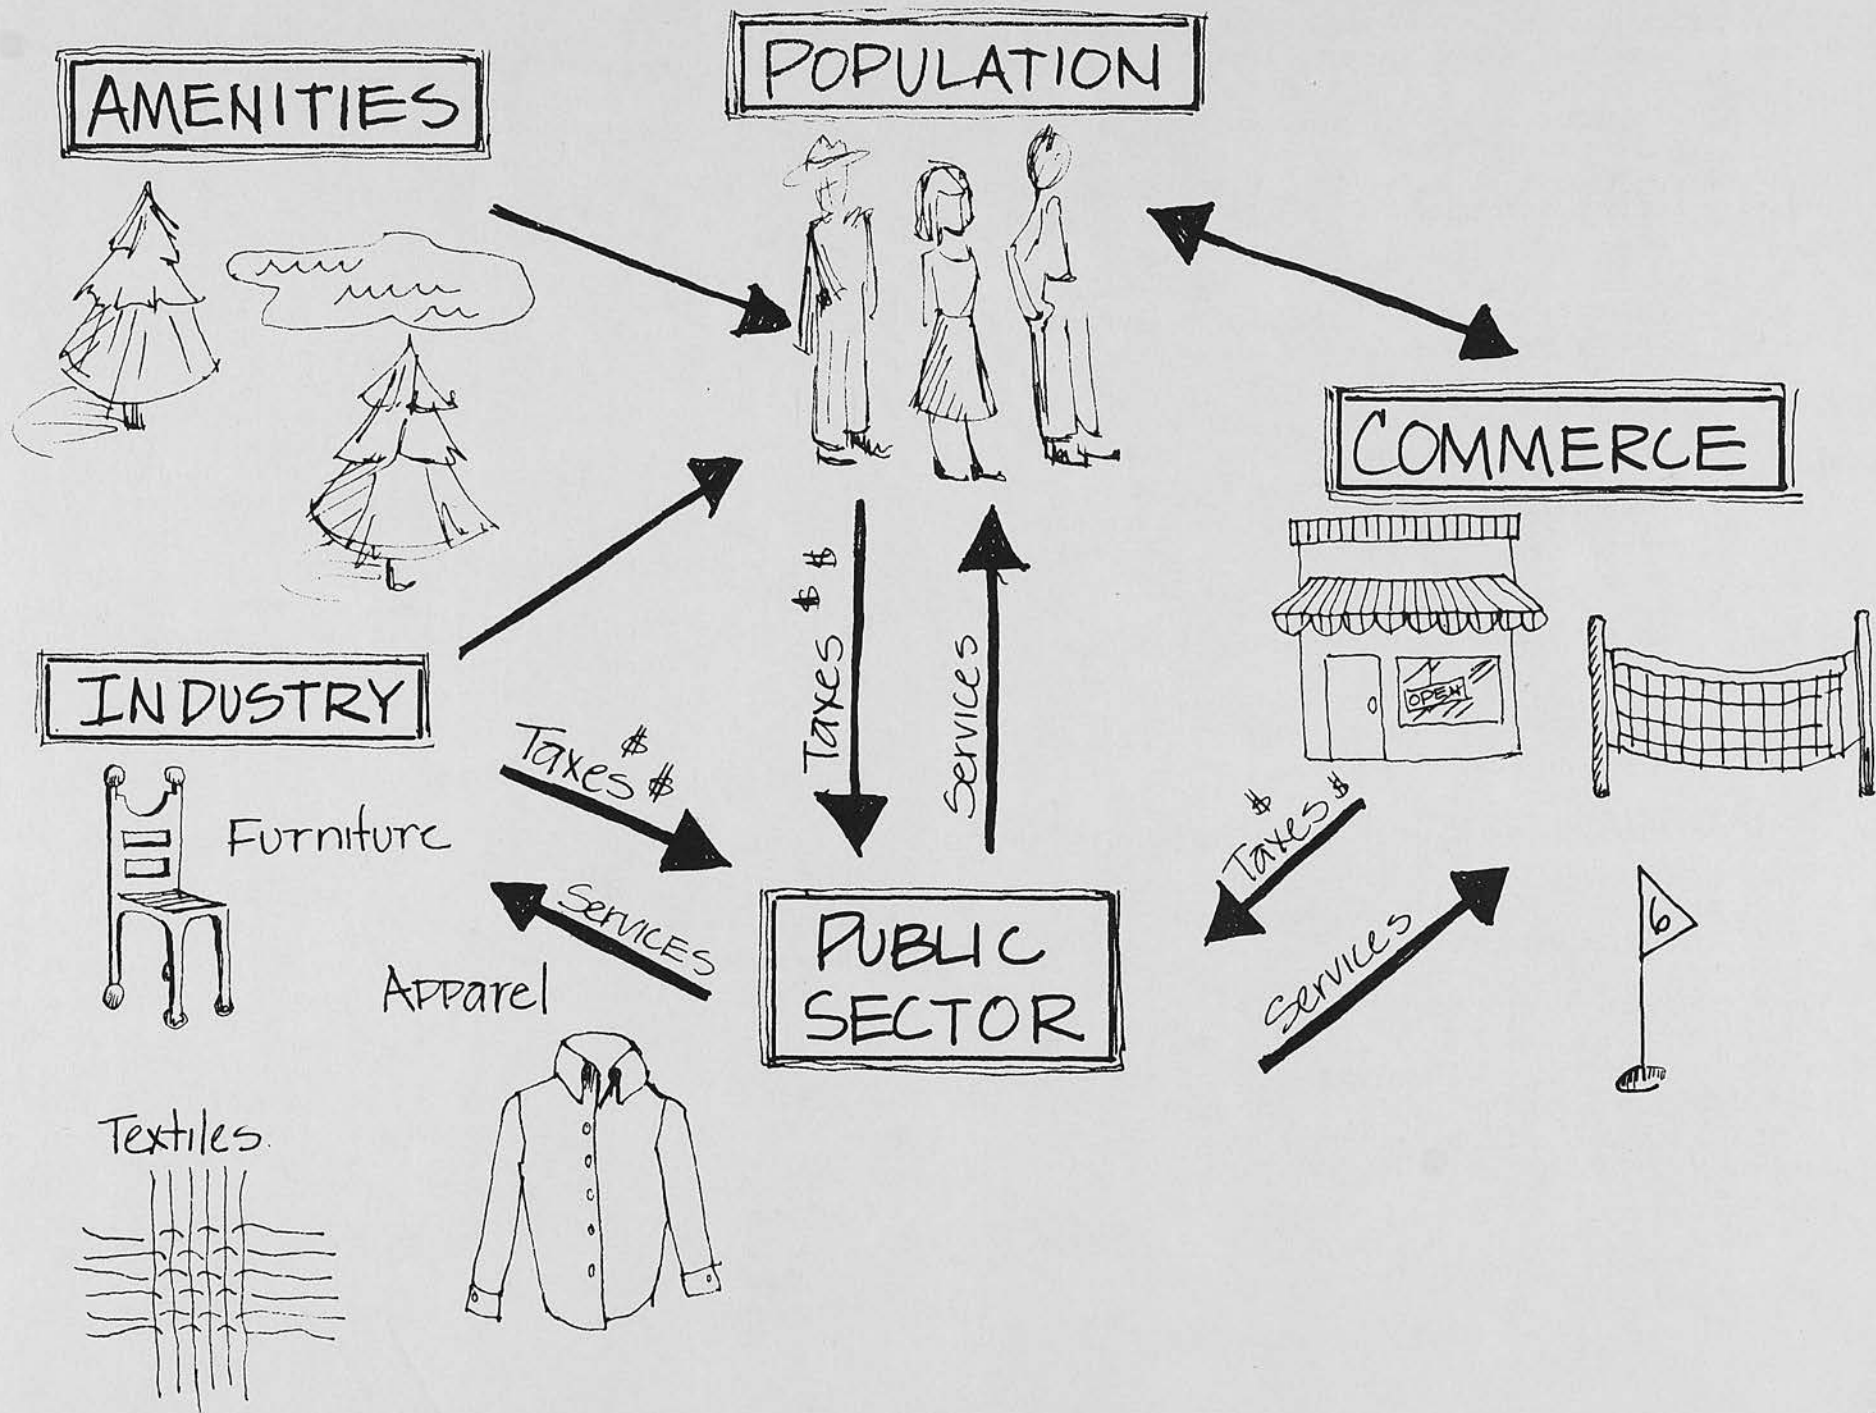 AMENITIES
POPULATION
COMMERCE
OPEN
INDUSTRY
Taxes $ $
Services
Taxes $ $
Services
Taxes $ $
Services
Furniture
Apparel
Textiles
PUBLIC
SECTOR
6